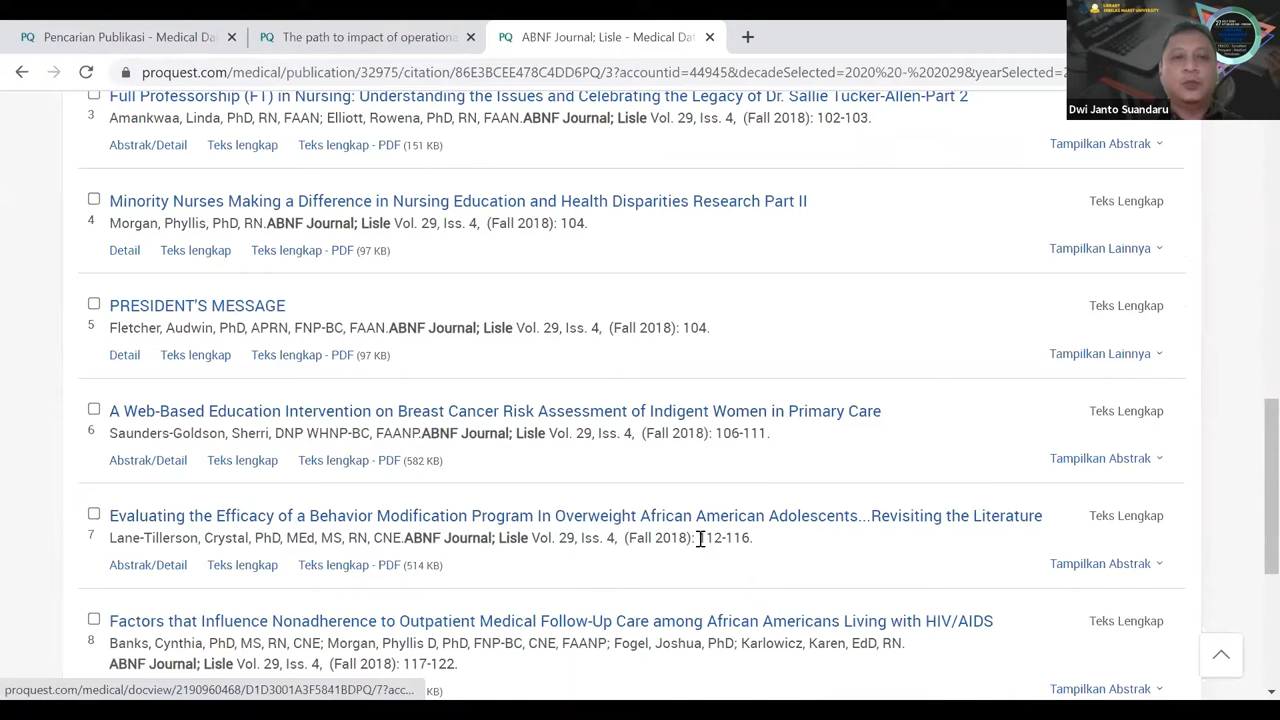 Pencarian Publikasi - Medical Da
The path to impact of operationa
ABNF Journal; Lisle - Medical Dat
proquest.com/medical/publication/32975/citation/86E3BCEE478C4DD6PQ/3?accountid=44945&decadeSelected=2020%20-%202029&yearSelected=2
LIBRARY
SEBELAS MARET UNIVERSITY
Dwi Janto Suandaru
Full Professorship (FT) in Nursing: Understanding the Issues and Celebrating the Legacy of Dr. Sallie Tucker-Allen-Part 2
3
Amankwaa, Linda, PhD, RN, FAAN; Elliott, Powers, PhD, RN, FAAN.ABNF Journal; Lisle Vol. 29, Iss. 4, (Fall 2018): 102-103.
Abstrak/Detail Teks lengkap Teks lengkap - PDF (151 KB) Tampilkan Abstrak
Minority Nurses Making a Difference in Nursing Education and Health Disparities Research Part II Teks Lengkap
4
Morgan, Phyllis, PhD, RN.ABNF Journal; Lisle Vol. 29, Iss. 4, (Fall 2018): 104.
Detail Teks lengkap Teks lengkap - PDF (97 KB) Tampilkan Lainnya
PRESIDENT'S MESSAGE Teks Lengkap
5
Fletcher, Audwin, PhD, APRN, FNP-BC, FAAN.ABNF Journal; Lisle Vol. 29, Iss. 4, (Fall 2018): 104.
Detail Teks lengkap Teks lengkap - PDF (97 KB) Tampilkan Lainnya
A Web-Based Education Intervention on Breast Cancer Risk Assessment of Indigent Women in Primary Care Teks Lengkap
6
Saunders-Goldson, Sherri, DNP WHNP-BC, FAANP.ABNF Journal; Lisle Vol. 29, Iss. 4, (Fall 2018): 106-111.
Abstrak/Detail Teks lengkap Teks lengkap - PDF (582 KB) Tampilkan Abstrak
Evaluating the Efficacy of a Behavior Modification Program In Overweight African American Adolescents...Revisiting the Literature Teks Lengkap
7
Lane-Tillerson, Crystal, PhD, MEd, MS, RN, CNE.ABNF Journal; Lisle Vol. 29, Iss. 4, (Fall 2018): 112-116.
Abstrak/Detail Teks lengkap Teks lengkap - PDF (514 KB) Tampilkan Abstrak
Factors that Influence Nonadherence to Outpatient Medical Follow-Up Care among African Americans Living with HIV/AIDS Teks Lengkap
8
Banks, Cynthia, PhD, MS, RN, CNE; Morgan, Phyllis D, PhD, FNP-BC, CNE, FAANP; Fogel, Joshua, PhD; Karlowicz, Karen, EdD, RN.
ABNF Journal; Lisle Vol. 29, Iss. 4, (Fall 2018): 117-122.
proquest.com/medical/docview/2190960468/D1D3001A3F5841BDPQ/7?acc... KB) Tampilkan Abstrak